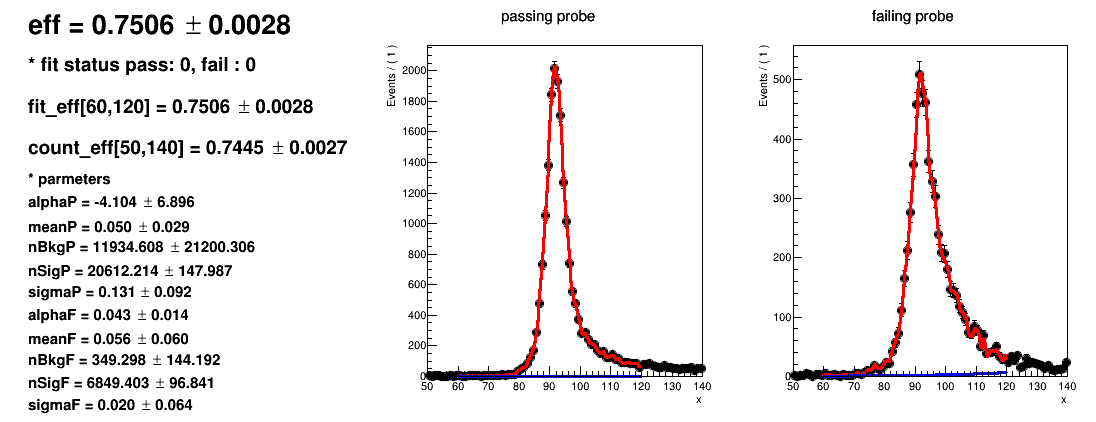 eff = 0.7506 ± 0.0028
* fit status pass: 0, fail : 0
fit_eff[60,120] = 0.7506 ± 0.0028
count_eff[50,140] = 0.7445 ± 0.0027
* parmeters
alphaP = -4.104 ± 6.896
meanP = 0.050 ± 0.029
nBkgP = 11934.608 ± 21200.306
nSigP = 20612.214 ± 147.987
sigmaP = 0.131 ± 0.092
alphaF = 0.043 ± 0.014
meanF = 0.056 ± 0.060
nBkgF = 349.298 ± 144.192
nSigF = 6849.403 ± 96.841
sigmaF = 0.020 ± 0.064
passing probe
Events / ( 1 )
2000
1800
1600
1400
1200
1000
800
600
400
200
0
50 60 70 80 90 100 110 120 130 140
x
failing probe
Events / ( 1 )
500
400
300
200
100
0
50 60 70 80 90 100 110 120 130 140
x